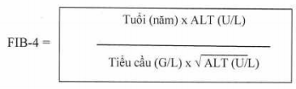 Tuổi (năm) x ALT (U/L)
FIB-4 =
Tiểu cầu (G/L) x √ ALT (U/L)